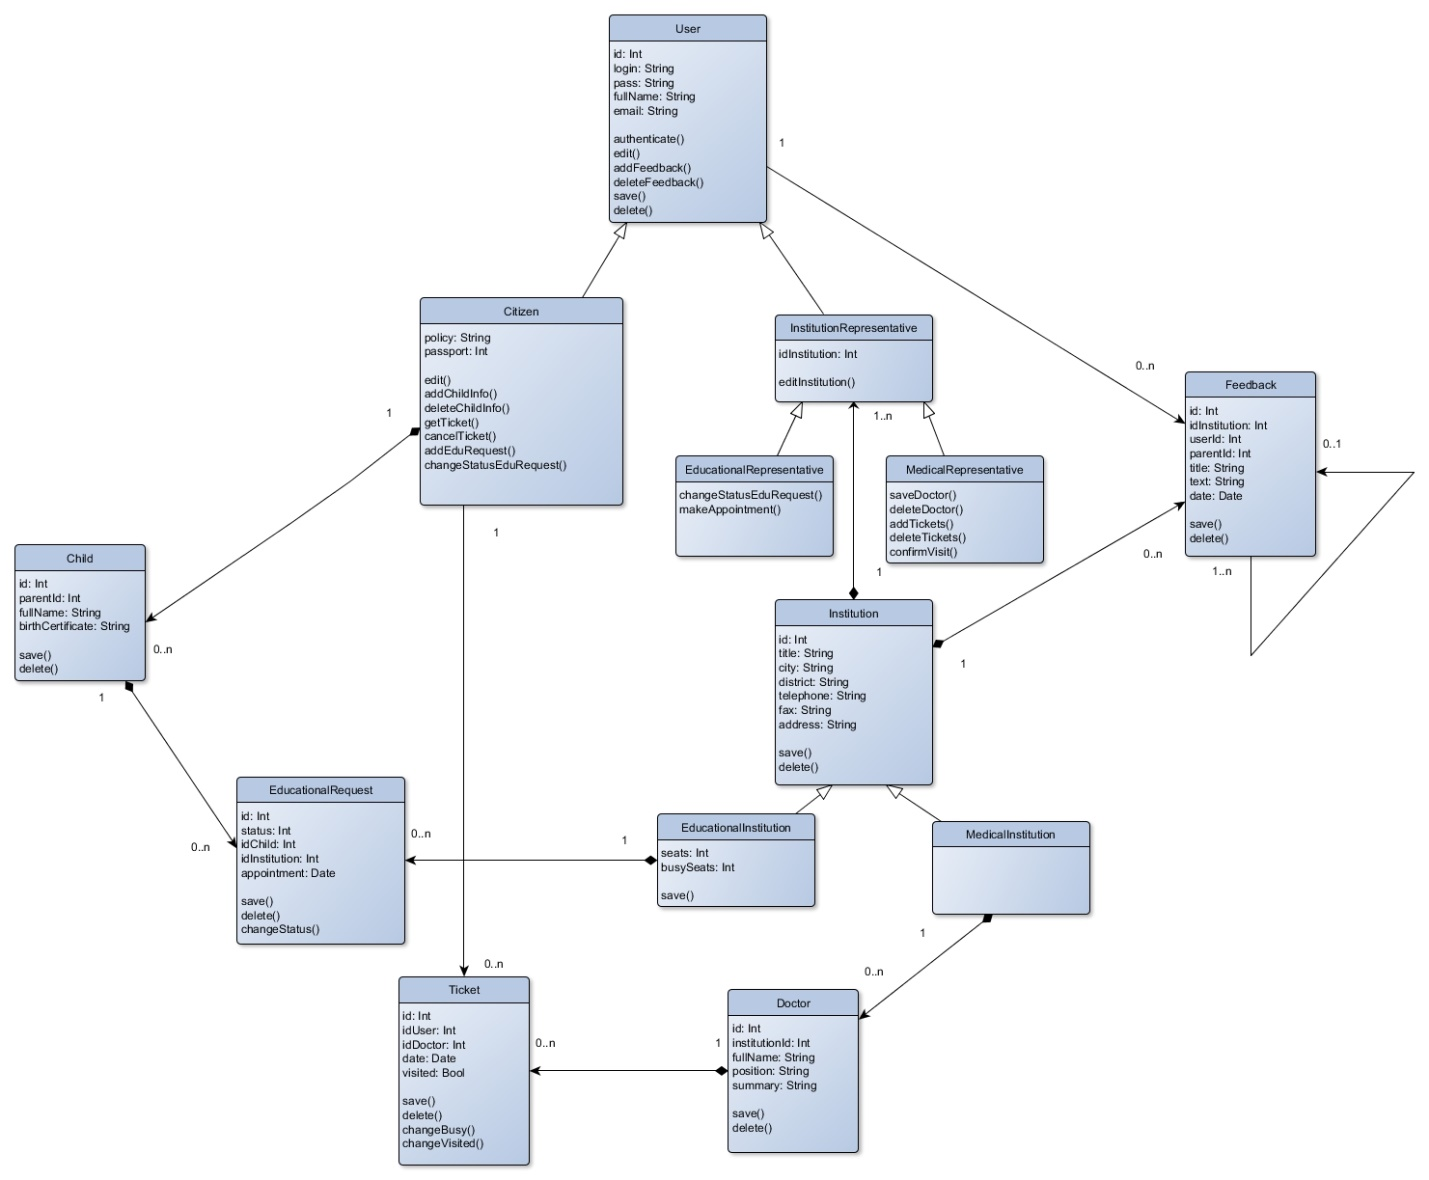 User
id: Int
login: String
pass: String
fullName: String
email: String
authenticate()
edit()
addFeedback()
deleteFeedback()
save()
delete()
1
0..n
Citizen
policy: String
passport: Int
edit()
addChildInfo()
deleteChildInfo()
getTicket()
cancelTicket()
addEduRequest()
changeStatusEduRequest()
1
1
InstitutionRepresentative
idInstitution: Int
editInstitution()
1..n
Feedback
id: Int
idInstitution: Int
userId: Int
parentId: Int
title: String
text: String
date: Date
save()
delete()
0..1
1..n
0..n
EducationalRepresentative
changeStatusEduRequest()
makeAppointment()
MedicalRepresentative
saveDoctor()
deleteDoctor()
addTickets()
deleteTickets()
confirmVisit()
Child
id: Int
parentId: Int
fullName: String
birthCertificate: String
save()
delete()
0..n
1
1
Institution
id: Int
title: String
city: String
district: String
telephone: String
fax: String
address: String
save()
delete()
1
EducationalRequest
id: Int
status: Int
idChild: Int
idInstitution: Int
appointment: Date
save()
delete()
changeStatus()
0..n
0..n
1
EducationalInstitution
seats: Int
busySeats: Int
save()
MedicalInstitution
1
0..n
0..n
Ticket
id: Int
idUser: Int
idDoctor: Int
date: Date
visited: Bool
save()
delete()
changeBusy()
changeVisited()
0..n
1
Doctor
id: Int
institutionId: Int
fullName: String
position: String
summary: String
save()
delete()